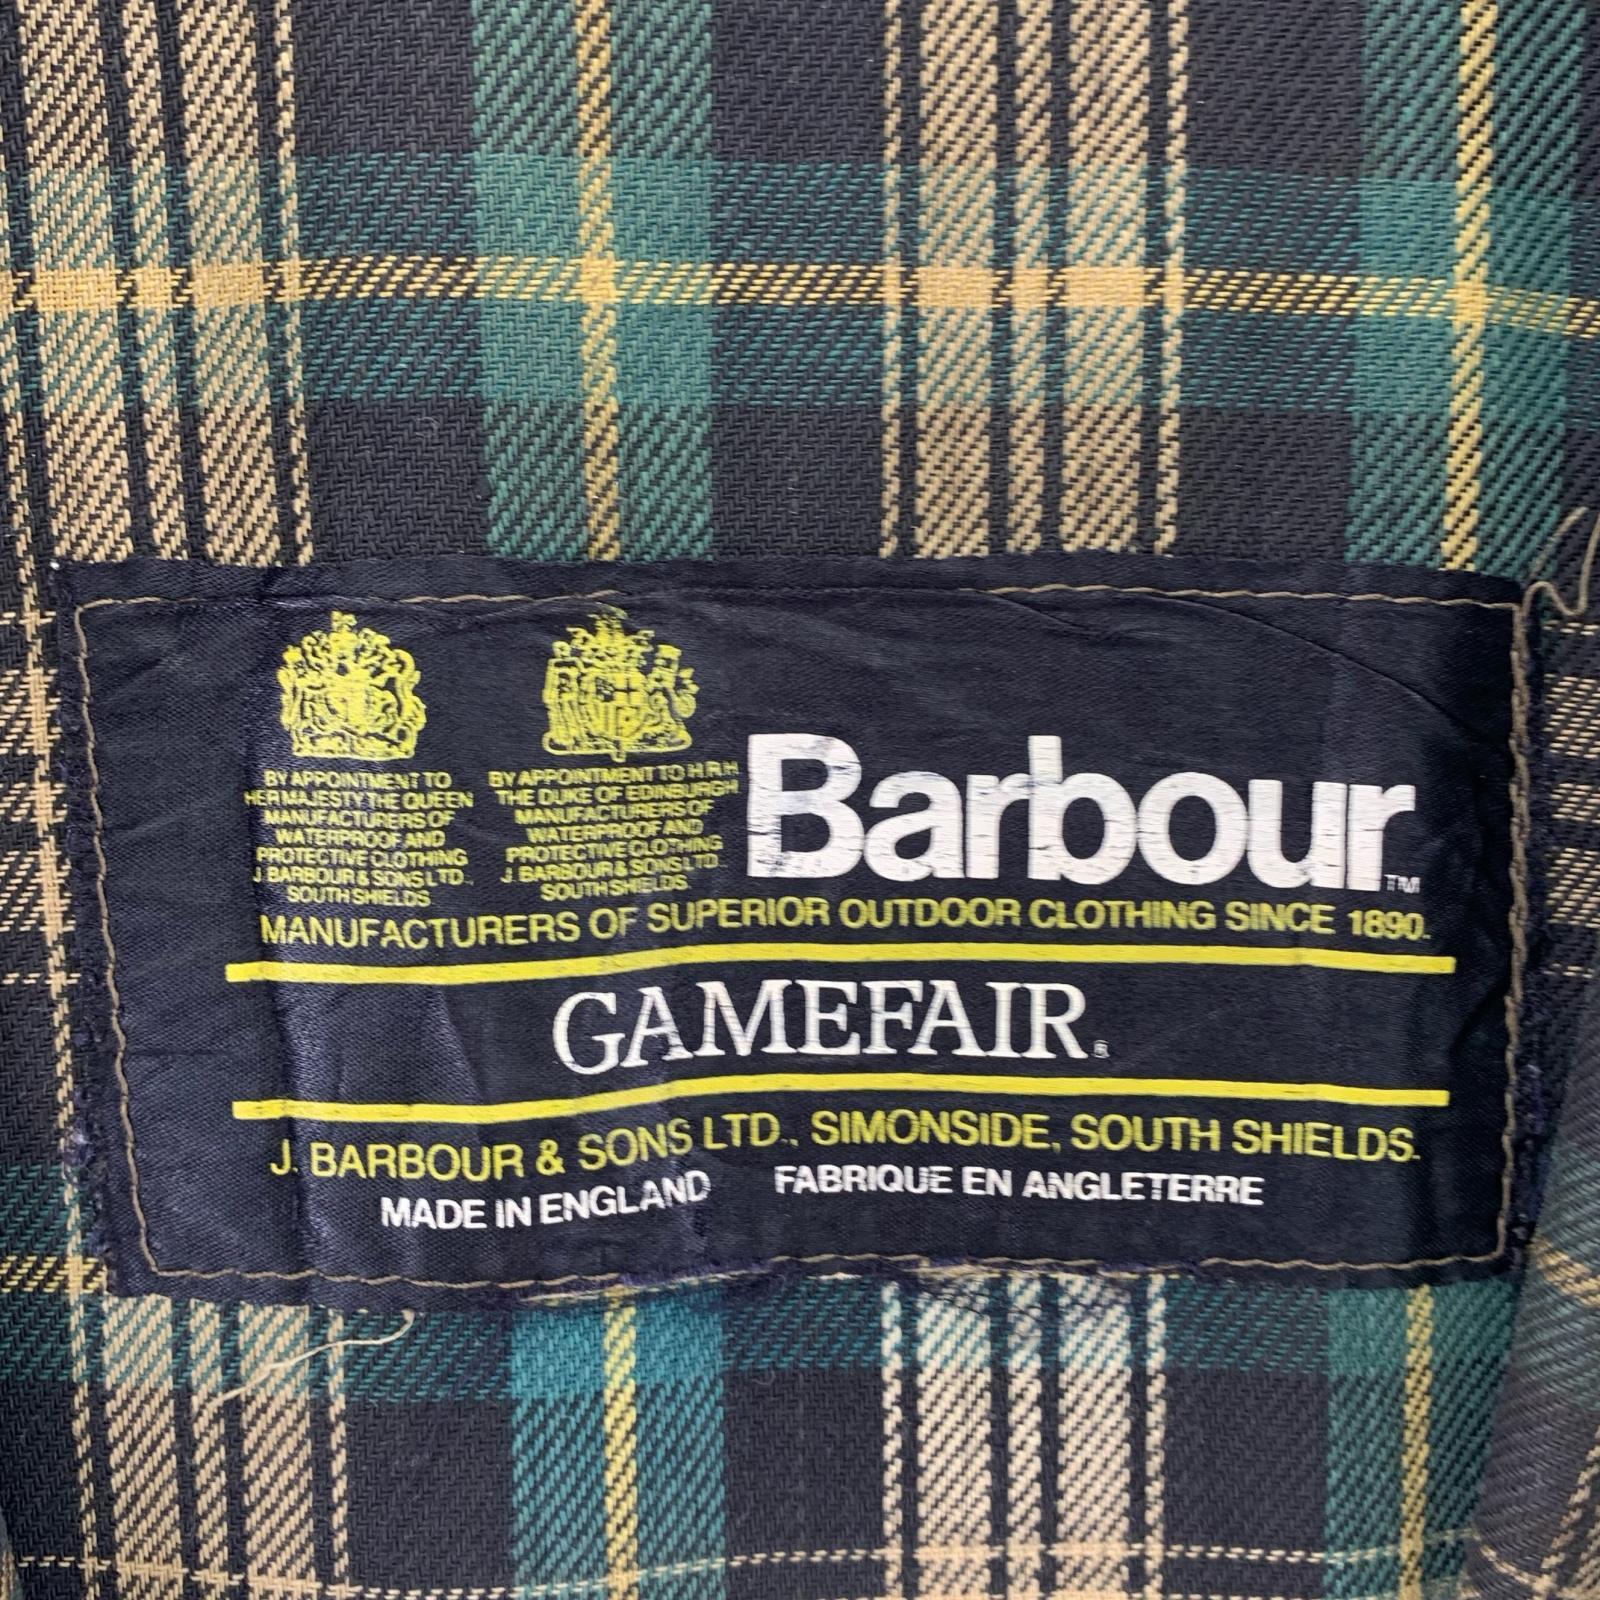 BY APPOINTMENT TO
HER MAJESTY THE QUEEN
MANUFACTURERS OF
WATERPROOF AND
PROTECTIVE CLOTHING
J. BARBOUR & SONS LTD.,
SOUTH SHIELDS
BY APPOINTMENT TO H.R.H.
THE DUKE OF EDINBURGH
MANUFACTURERS OF
WATERPROOF AND
PROTECTIVE CLOTHING
J. BARBOUR & SONS LTD.
SOUTH SHIELDS.
Barbour™
MANUFACTURERS OF SUPERIOR OUTDOOR CLOTHING SINCE 1890.
GAMEFAIR®
J. BARBOUR & SONS LTD., SIMONSIDE, SOUTH SHIELDS.
MADE IN ENGLAND FABRIQUE EN ANGLETERRE